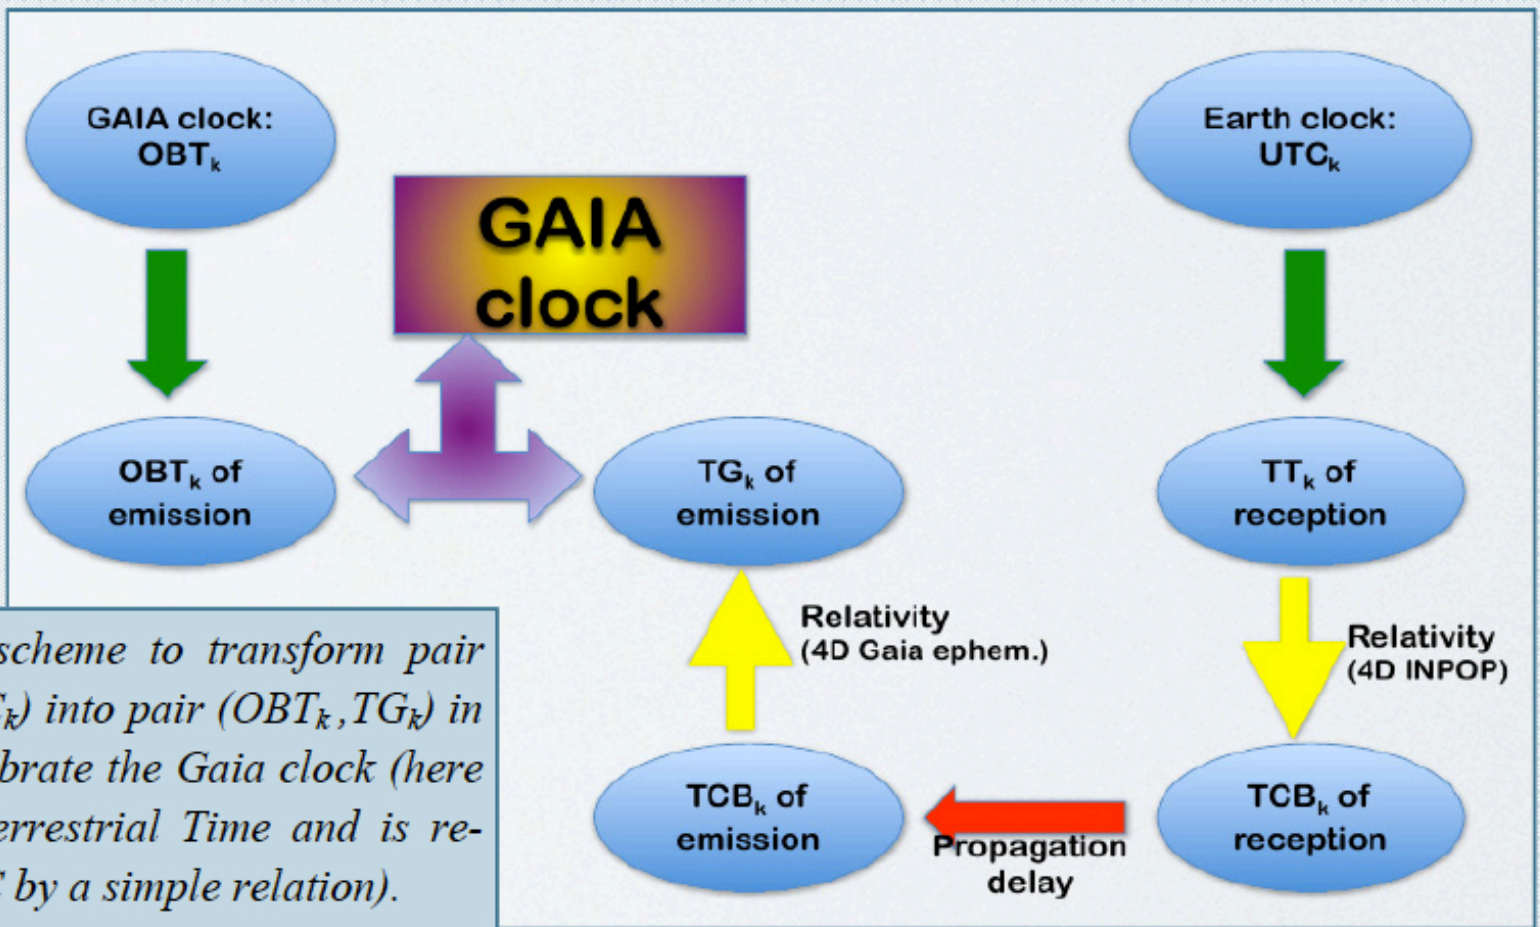 GAIA clock:
OBTₖ
Earth clock:
UTCₖ
GAIA
clock
OBTₖ of
emission
TGₖ of
emission
TTₖ of
reception
Relativity
(4D Gaia ephem.)
Relativity
(4D INPOP)
TCBₖ of
emission
Propagation
delay
TCBₖ of
reception
scheme to transform pair
ₖ) into pair (OBTₖ,TGₖ) in
brate the Gaia clock (here
errestrial Time and is re-
by a simple relation).